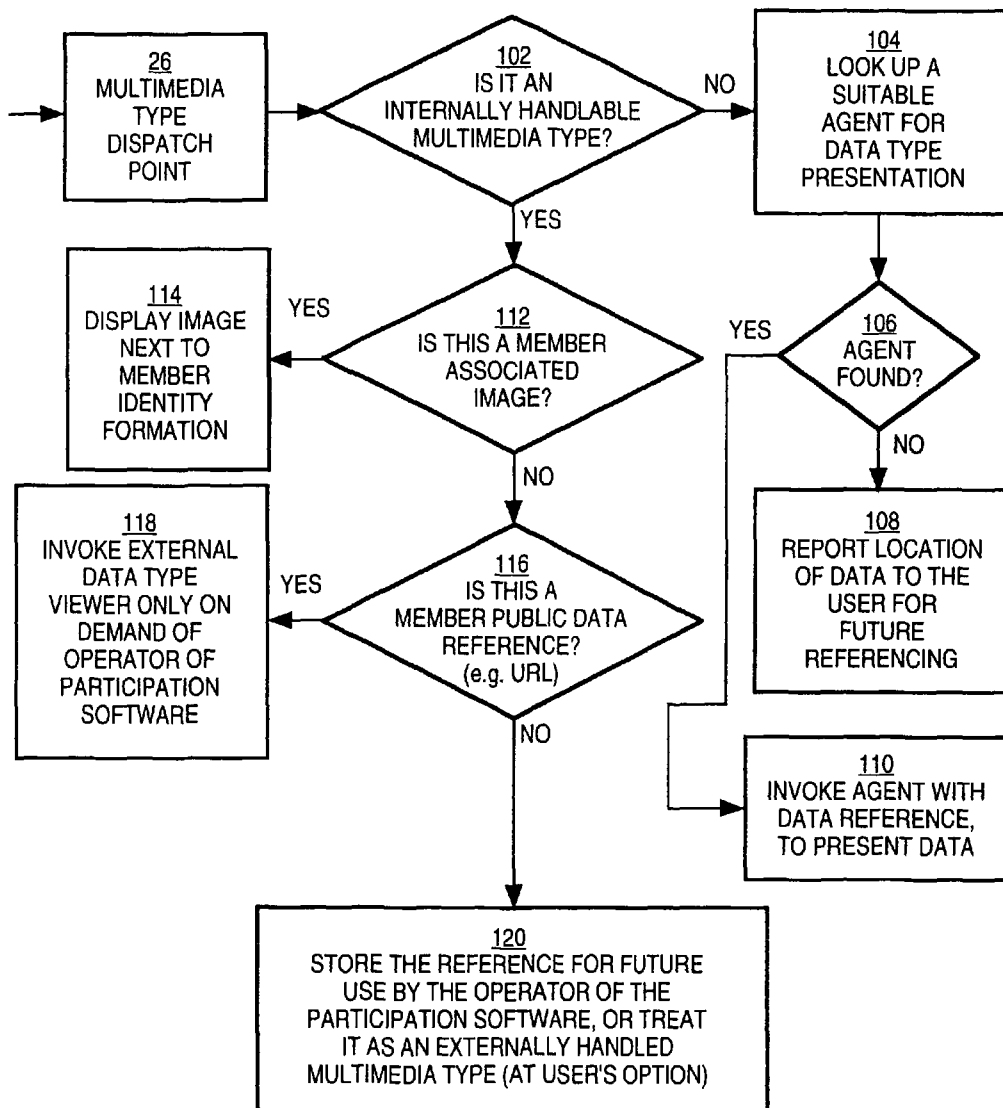 26
MULTIMEDIA
TYPE
DISPATCH
POINT
102
IS IT AN
INTERNALLY HANDLABLE
MULTIMEDIA TYPE?
NO
104
LOOK UP A
SUITABLE
AGENT FOR
DATA TYPE
PRESENTATION
YES
114
DISPLAY IMAGE
NEXT TO
MEMBER
IDENTITY
FORMATION
YES
112
IS THIS A MEMBER
ASSOCIATED
IMAGE?
YES
106
AGENT
FOUND?
NO
NO
118
INVOKE EXTERNAL
DATA TYPE
VIEWER ONLY ON
DEMAND OF
OPERATOR OF
PARTICIPATION
SOFTWARE
YES
116
IS THIS A
MEMBER PUBLIC DATA
REFERENCE?
(e.g. URL)
NO
108
REPORT LOCATION
OF DATA TO THE
USER FOR
FUTURE
REFERENCING
110
INVOKE AGENT WITH
DATA REFERENCE,
TO PRESENT DATA
120
STORE THE REFERENCE FOR FUTURE
USE BY THE OPERATOR OF THE
PARTICIPATION SOFTWARE, OR TREAT
IT AS AN EXTERNALLY HANDLED
MULTIMEDIA TYPE (AT USER'S OPTION)